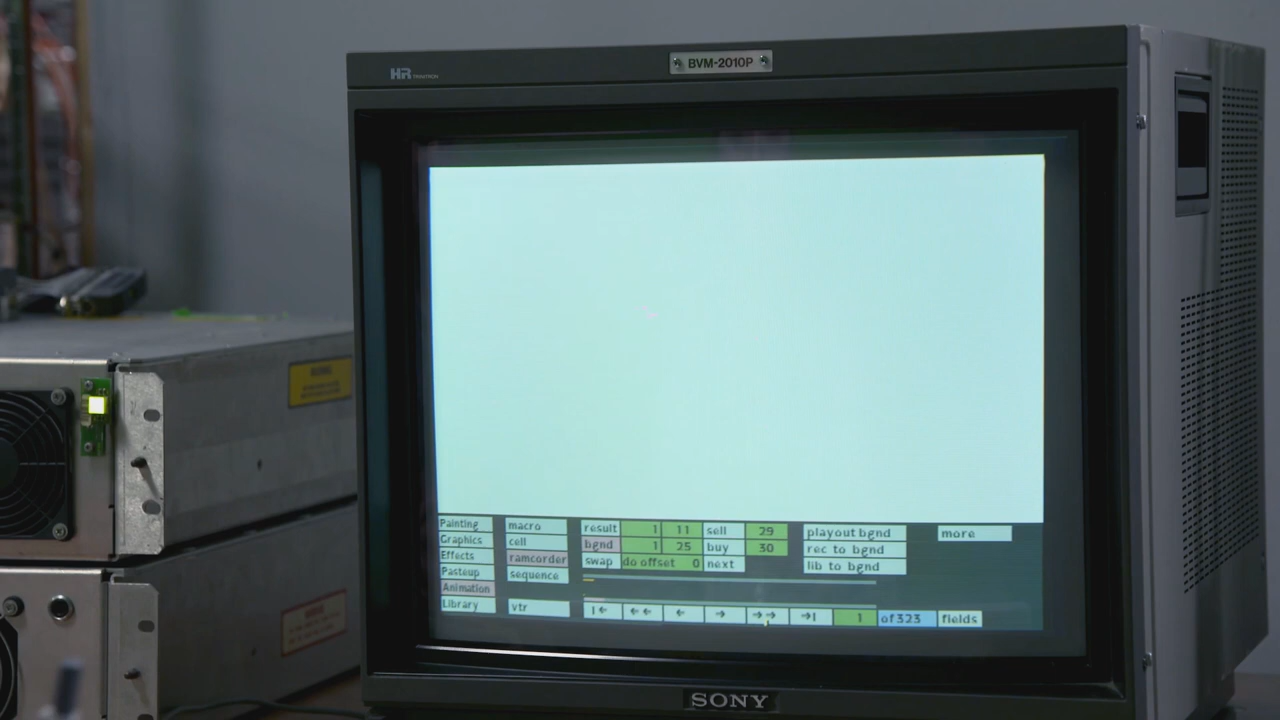 HR TRINITRON
BVM-2010P
Painting macro result 1 11 sell 29 playout bgnd more
Graphics cell bgnd 1 25 buy 30 rec to bgnd
Effects ramcorder swap do offset 0 next lib to bgnd
Pasteup sequence
Animation
Library vtr |← ←← ← → →→ →| 1 of 323 fields
SONY